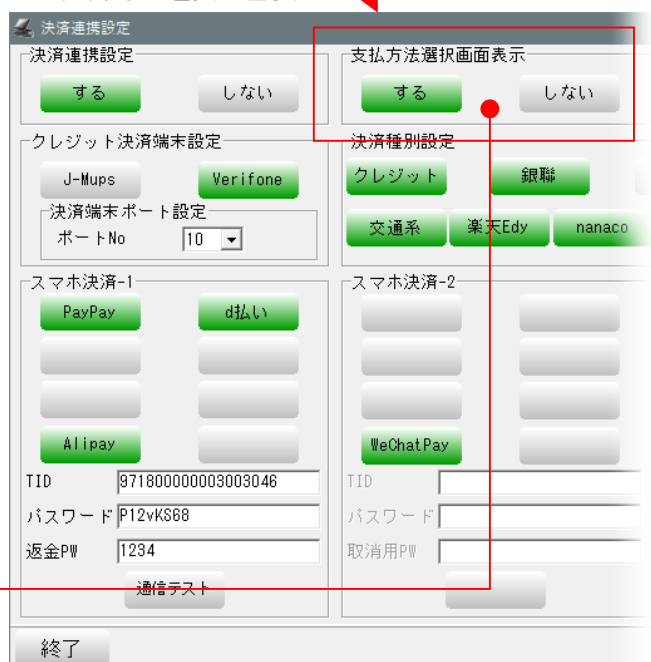 決済連携設定
決済連携設定
する
しない
支払方法選択画面表示
する
しない
クレジット決済端末設定
J-Mups
Verifone
決済端末ポート設定
ポートNo
10
決済種別設定
クレジット
銀聯
交通系
楽天Edy
nanaco
スマホ決済-1
PayPay
d払い
Alipay
TID
971800000003003046
パスワード
P12vKS68
返金PW
1234
通信テスト
スマホ決済-2
WeChatPay
TID
パスワード
取消用PW
終了